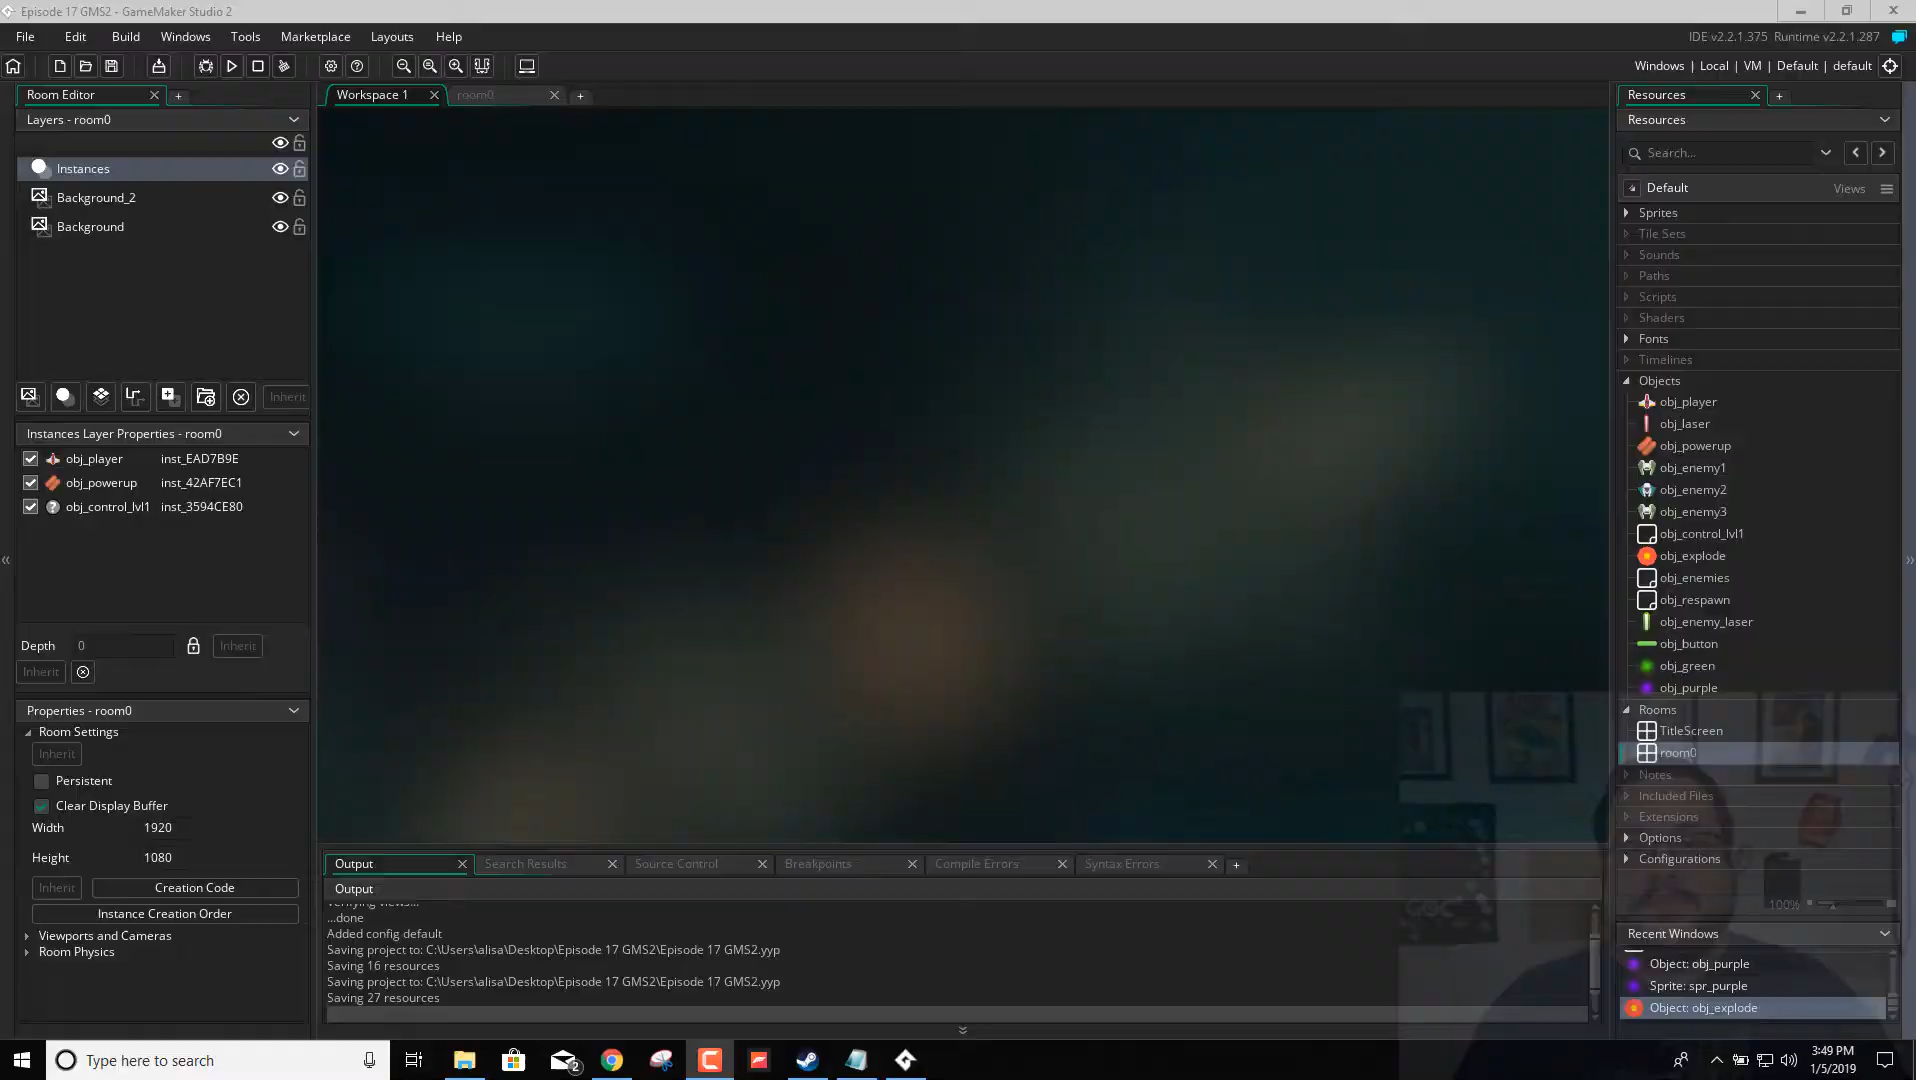 Episode 17 GMS2 - GameMaker Studio 2
File Edit Build Windows Tools Marketplace Layouts Help
IDE v2.2.1.375 Runtime v2.2.1.287
Windows | Local | VM | Default | default
Room Editor
Layers - room0
Instances
Background_2
Background
Inherit
Instances Layer Properties - room0
obj_player inst_EAD7B9E
obj_powerup inst_42AF7EC1
obj_control_lvl1 inst_3594CE80
Depth 0 Inherit
Inherit
Properties - room0
Room Settings
Inherit
Persistent
Clear Display Buffer
Width 1920
Height 1080
Inherit Creation Code
Instance Creation Order
Viewports and Cameras
Room Physics
Workspace 1 room0
Output Search Results Source Control Breakpoints Compile Errors Syntax Errors
Output
Verifying views...
...done
Added config default
Saving project to: C:\Users\alisa\Desktop\Episode 17 GMS2\Episode 17 GMS2.yyp
Saving 16 resources
Saving project to: C:\Users\alisa\Desktop\Episode 17 GMS2\Episode 17 GMS2.yyp
Saving 27 resources
Resources
Resources
Search...
Default Views
Sprites
Tile Sets
Sounds
Paths
Scripts
Shaders
Fonts
Timelines
Objects
obj_player
obj_laser
obj_powerup
obj_enemy1
obj_enemy2
obj_enemy3
obj_control_lvl1
obj_explode
obj_enemies
obj_respawn
obj_enemy_laser
obj_button
obj_green
obj_purple
Rooms
TitleScreen
room0
Notes
Included Files
Extensions
Options
Configurations
100%
Recent Windows
Object: obj_purple
Sprite: spr_purple
Object: obj_explode
Type here to search
2
3:49 PM
1/5/2019